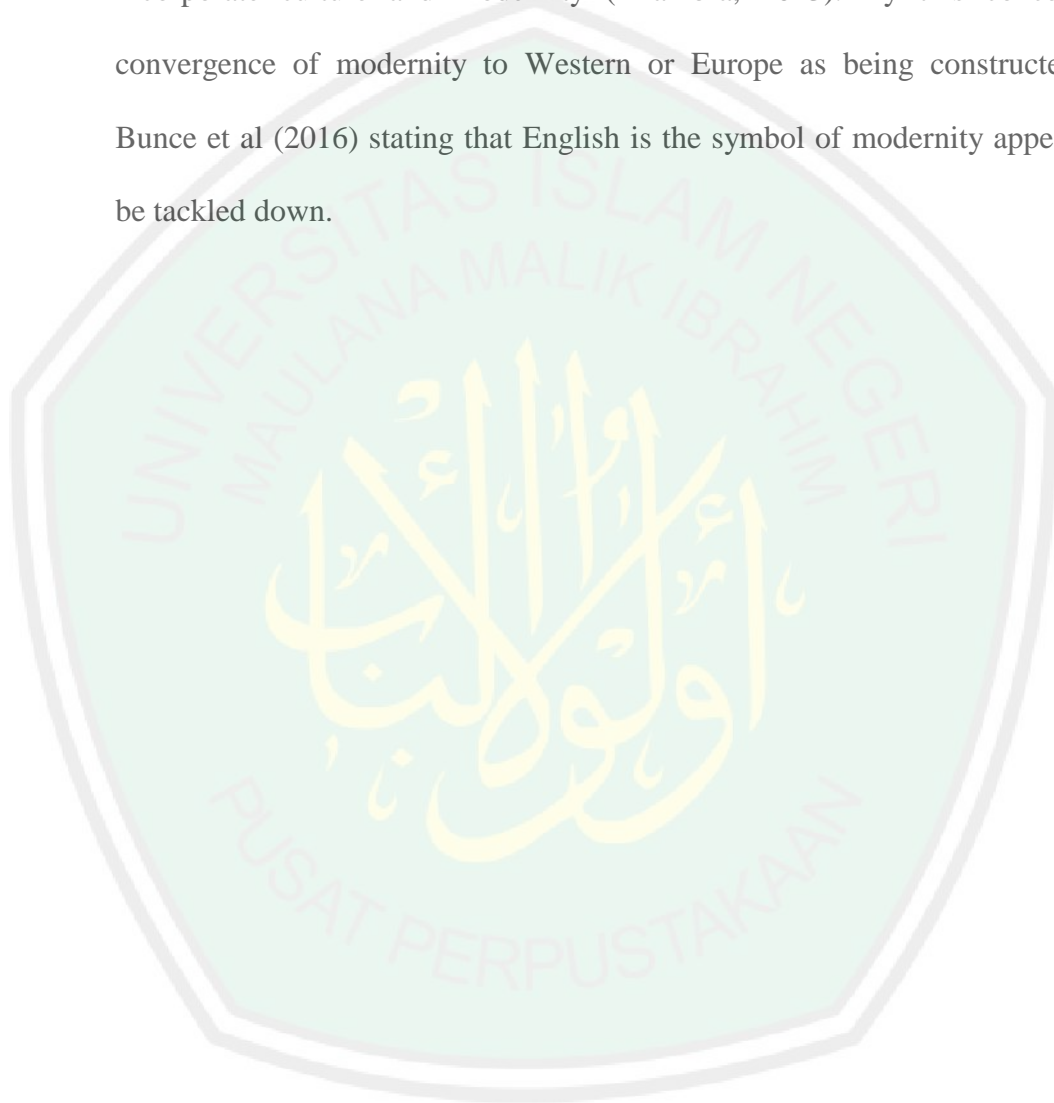 convergence of modernity to Western or Europe as being constructe
Bunce et al (2016) stating that English is the symbol of modernity appe
be tackled down.
UNIVERSITAS ISLAM NEGERI
MAULANA MALIK IBRAHIM
أولوا الألباب
PUSAT PERPUSTAKAAN